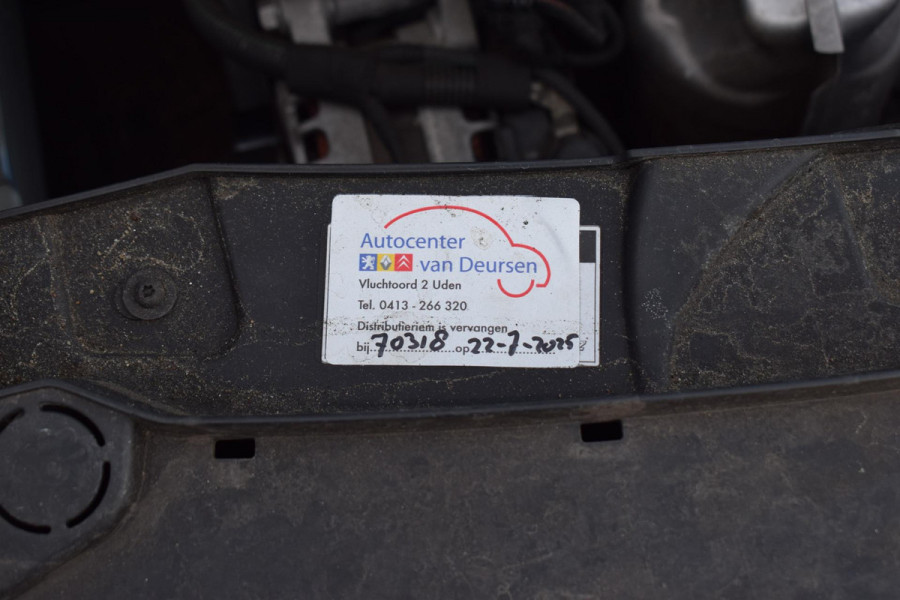 Autocenter
van Deursen
Vluchtoord 2 Uden
Tel. 0413 - 266 320
Distributieriem is vervangen
bij 70318 op 22-7-2025